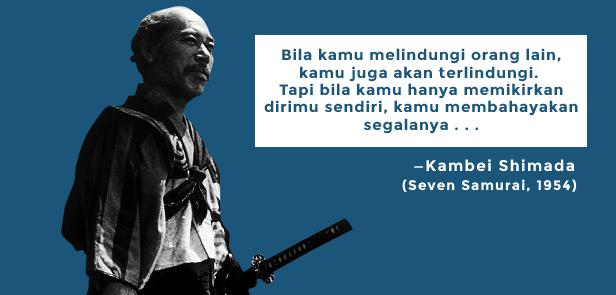 Bila kamu melindungi orang lain,
kamu juga akan terlindungi.
Tapi bila kamu hanya memikirkan
dirimu sendiri, kamu membahayakan
segalanya . . .
—Kambei Shimada
(Seven Samurai, 1954)